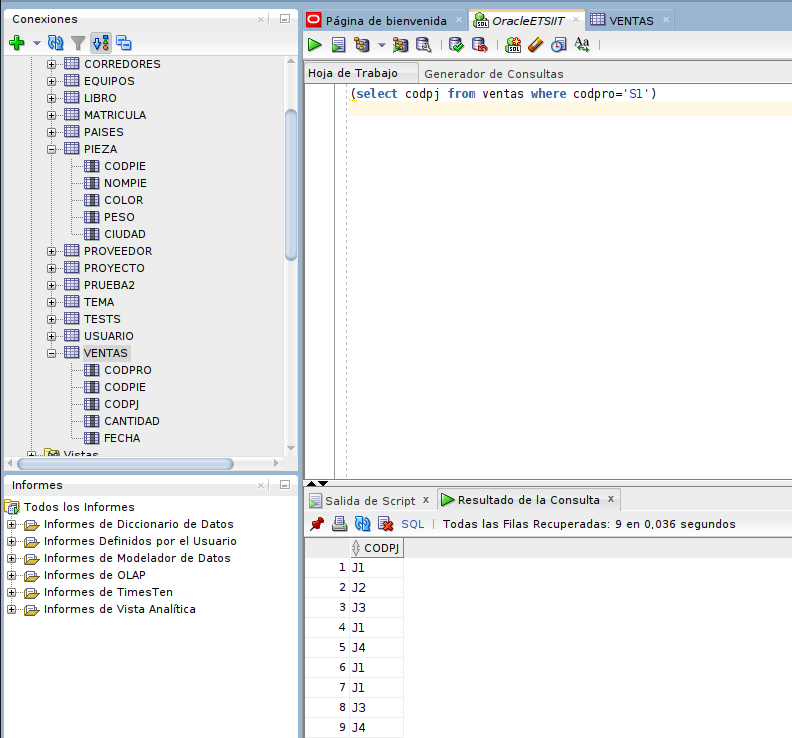 Conexiones
CORREDORES
EQUIPOS
LIBRO
MATRICULA
PAISES
PIEZA
CODPIE
NOMPIE
COLOR
PESO
CIUDAD
PROVEEDOR
PROYECTO
PRUEBA2
TEMA
TESTS
USUARIO
VENTAS
CODPRO
CODPIE
CODPJ
CANTIDAD
FECHA
Vistas
Informes
Todos los Informes
Informes de Diccionario de Datos
Informes Definidos por el Usuario
Informes de Modelador de Datos
Informes de OLAP
Informes de TimesTen
Informes de Vista Analítica
Página de bienvenida OracleETSIIT VENTAS
SQL Aa
Hoja de Trabajo Generador de Consultas
(select codpj from ventas where codpro='S1')
Salida de Script x Resultado de la Consulta x
SQL | Todas las Filas Recuperadas: 9 en 0,036 segundos
CODPJ
1 J1
2 J2
3 J3
4 J1
5 J4
6 J1
7 J1
8 J3
9 J4